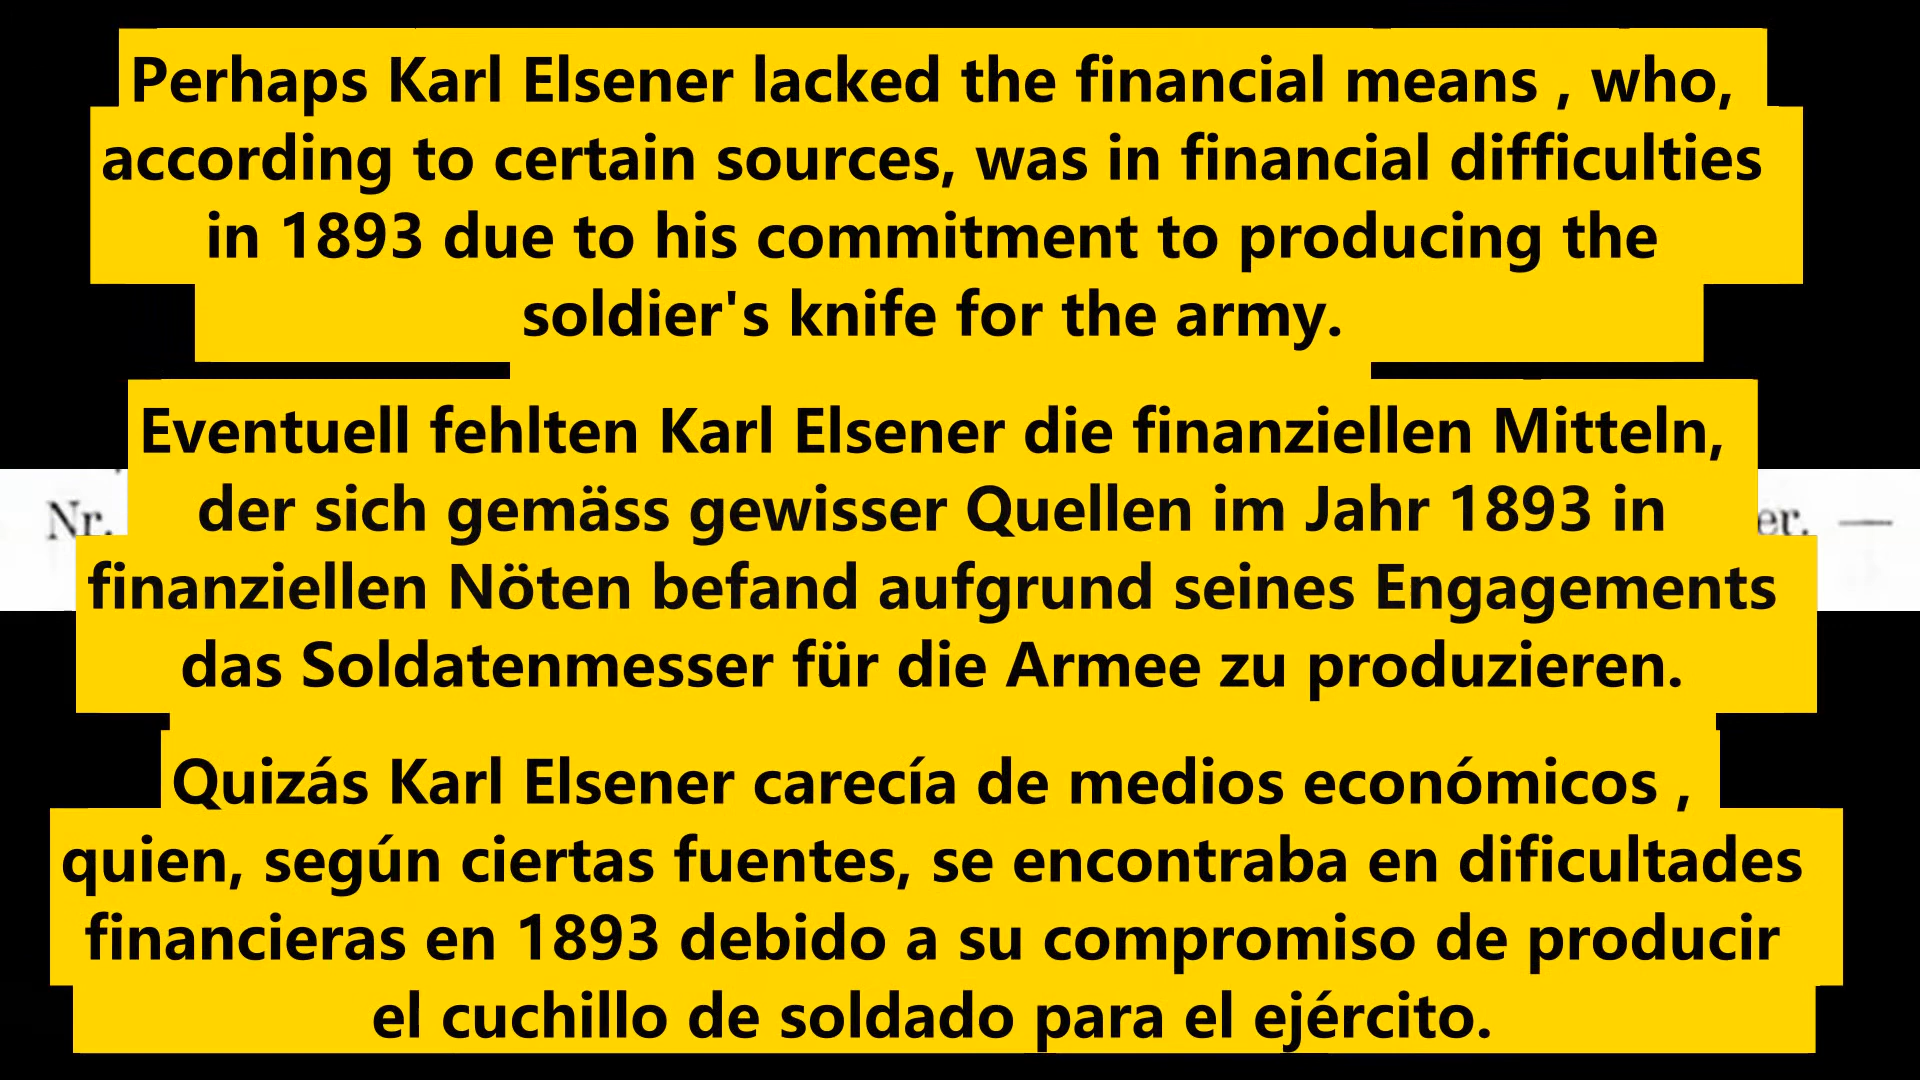 Perhaps Karl Elsener lacked the financial means , who,
according to certain sources, was in financial difficulties
in 1893 due to his commitment to producing the
soldier's knife for the army.
Eventuell fehlten Karl Elsener die finanziellen Mitteln,
der sich gemäss gewisser Quellen im Jahr 1893 in
Nr.
er. —
finanziellen Nöten befand aufgrund seines Engagements
das Soldatenmesser für die Armee zu produzieren.
Quizás Karl Elsener carecía de medios económicos ,
quien, según ciertas fuentes, se encontraba en dificultades
financieras en 1893 debido a su compromiso de producir
el cuchillo de soldado para el ejército.